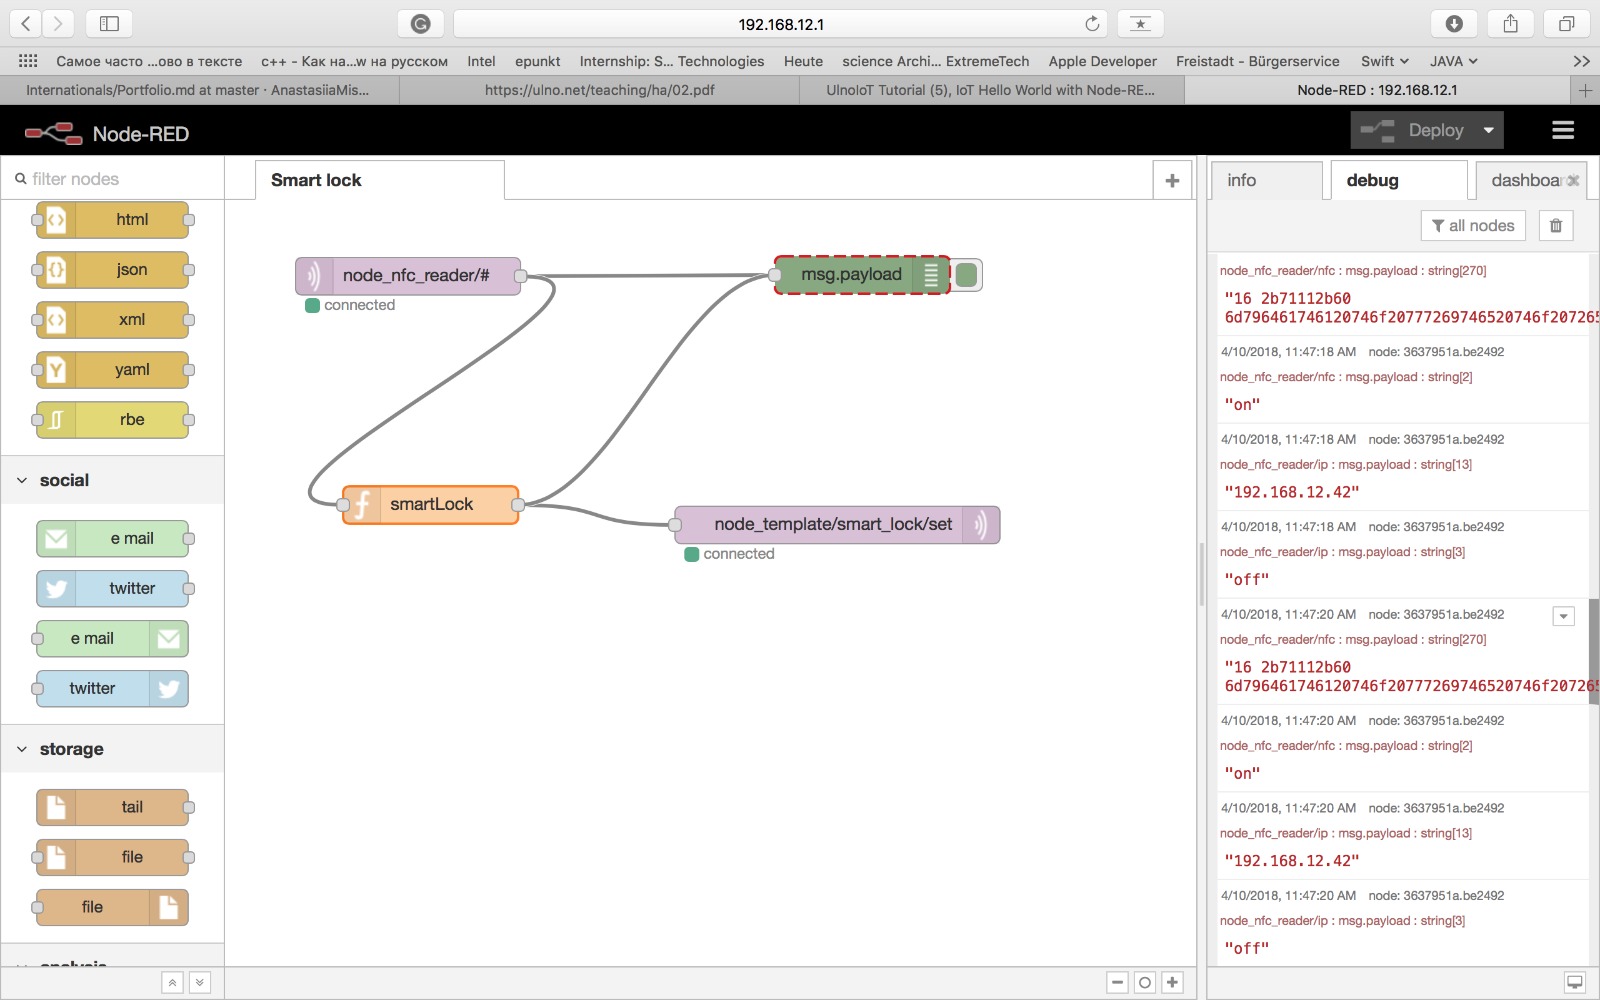 192.168.12.1
Самое часто ...ово в тексте
c++ - Как на...w на русском
Intel
epunkt
Internship: S... Technologies
Heute
science Archi... ExtremeTech
Apple Developer
Freistadt - Bürgerservice
Swift
JAVA
Internationals/Portfolio.md at master · AnastasiiaMis...
https://ulno.net/teaching/ha/02.pdf
UlnoIoT Tutorial (5), IoT Hello World with Node-RE...
Node-RED : 192.168.12.1
Node-RED
Deploy
filter nodes
html
json
xml
yaml
rbe
social
e mail
twitter
e mail
twitter
storage
tail
file
file
analysis
Smart lock
node_nfc_reader/#
connected
msg.payload
smartLock
node_template/smart_lock/set
connected
info
debug
dashboa
all nodes
node_nfc_reader/nfc : msg.payload : string[270]
"16 2b71112b60
6d796461746120746f20777269746520746f207265
4/10/2018, 11:47:18 AM node: 3637951a.be2492
node_nfc_reader/nfc : msg.payload : string[2]
"on"
4/10/2018, 11:47:18 AM node: 3637951a.be2492
node_nfc_reader/ip : msg.payload : string[13]
"192.168.12.42"
4/10/2018, 11:47:18 AM node: 3637951a.be2492
node_nfc_reader/ip : msg.payload : string[3]
"off"
4/10/2018, 11:47:20 AM node: 3637951a.be2492
node_nfc_reader/nfc : msg.payload : string[270]
"16 2b71112b60
6d796461746120746f20777269746520746f207265
4/10/2018, 11:47:20 AM node: 3637951a.be2492
node_nfc_reader/nfc : msg.payload : string[2]
"on"
4/10/2018, 11:47:20 AM node: 3637951a.be2492
node_nfc_reader/ip : msg.payload : string[13]
"192.168.12.42"
4/10/2018, 11:47:20 AM node: 3637951a.be2492
node_nfc_reader/ip : msg.payload : string[3]
"off"